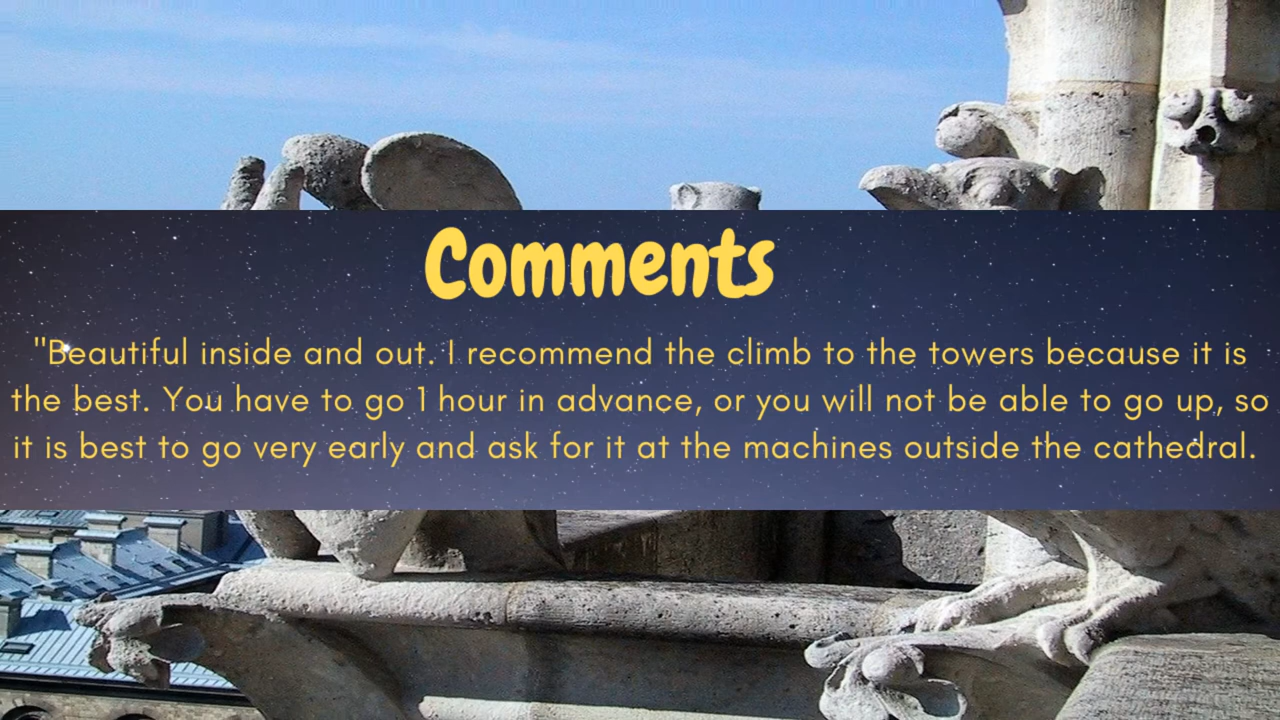 Comments
"Beautiful inside and out. I recommend the climb to the towers because it is
the best. You have to go 1 hour in advance, or you will not be able to go up, so
it is best to go very early and ask for it at the machines outside the cathedral.